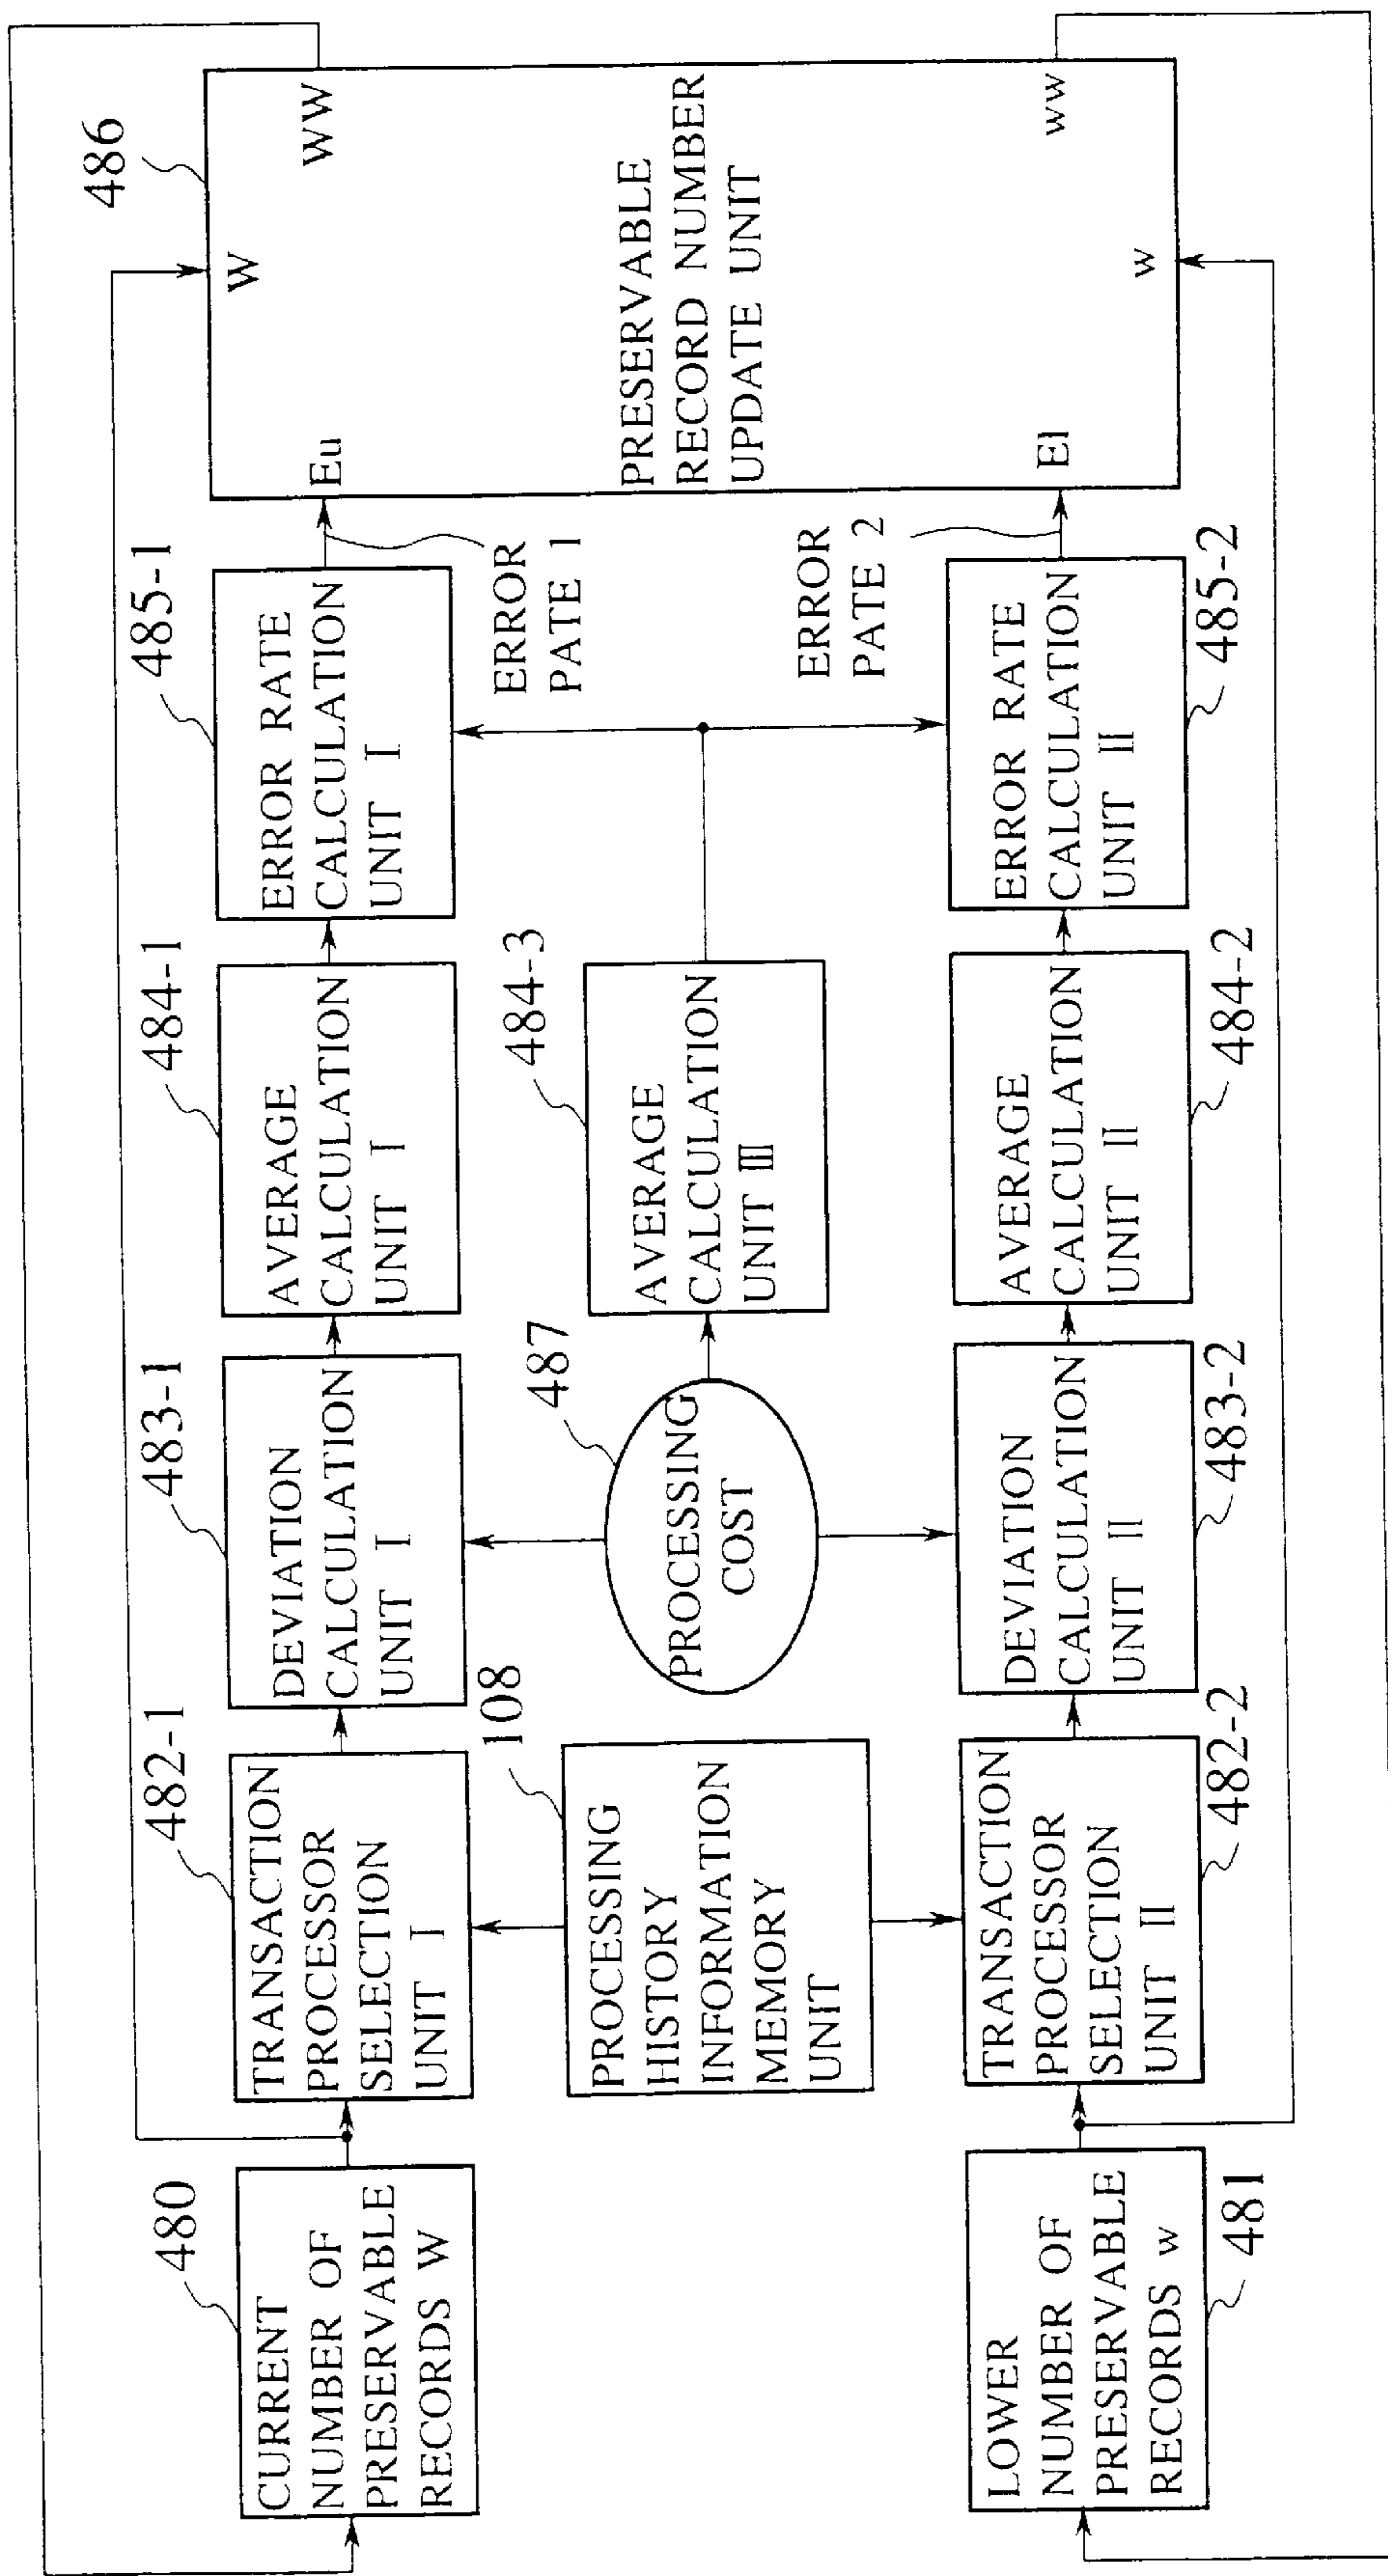 480
CURRENT
NUMBER OF
PRESERVABLE
RECORDS W
482-1
TRANSACTION
PROCESSOR
SELECTION
UNIT I
483-1
DEVIATION
CALCULATION
UNIT I
484-1
AVERAGE
CALCULATION
UNIT I
485-1
ERROR RATE
CALCULATION
UNIT I
ERROR
PATE 1
486
W
WW
Eu
PRESERVABLE
RECORD NUMBER
UPDATE UNIT
El
w
ww
108
PROCESSING
HISTORY
INFORMATION
MEMORY
UNIT
487
PROCESSING
COST
484-3
AVERAGE
CALCULATION
UNIT III
ERROR
PATE 2
LOWER
NUMBER OF
PRESERVABLE
RECORDS w
481
TRANSACTION
PROCESSOR
SELECTION
UNIT II
482-2
DEVIATION
CALCULATION
UNIT II
483-2
AVERAGE
CALCULATION
UNIT II
484-2
ERROR RATE
CALCULATION
UNIT II
485-2